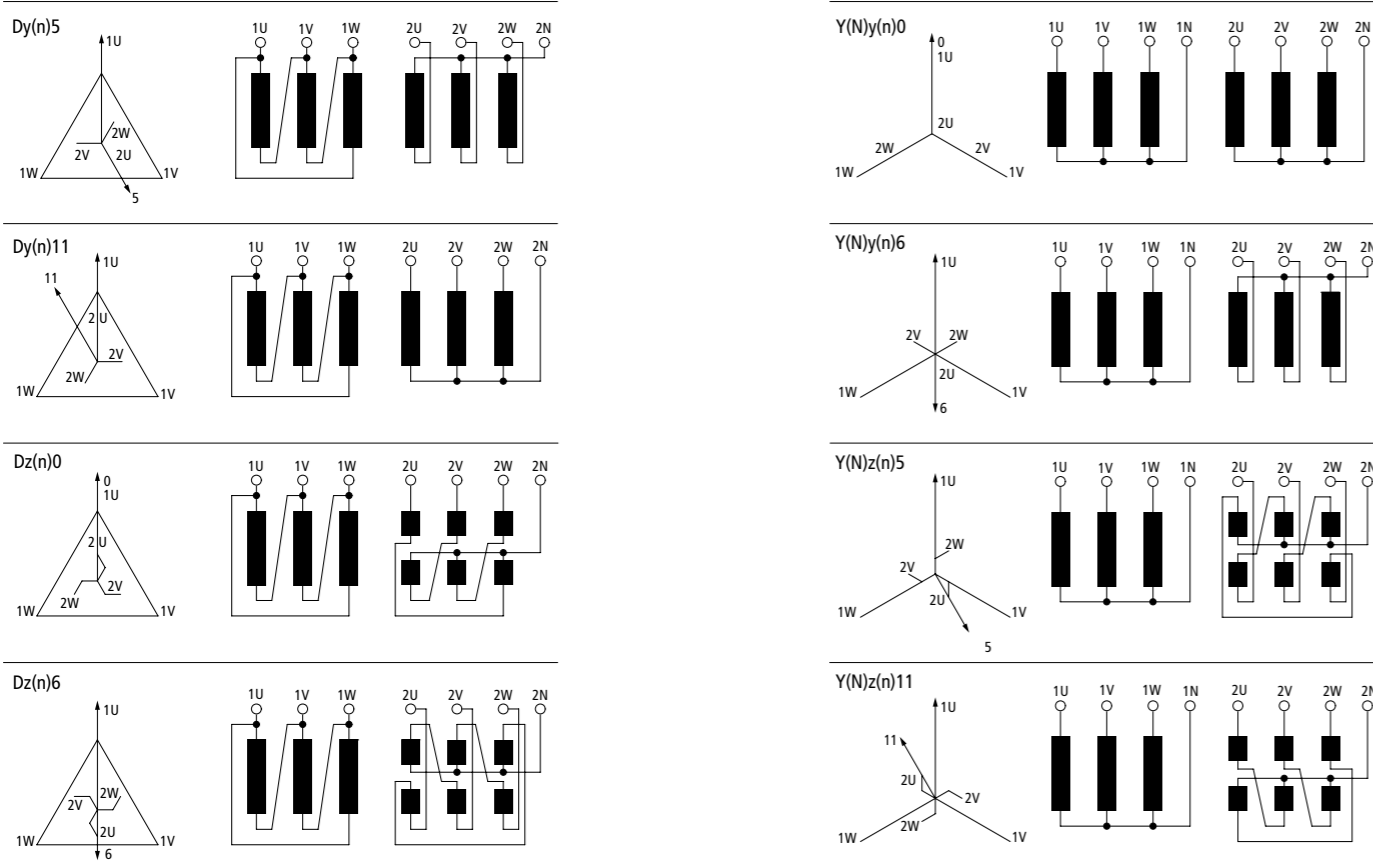 Dy(n)5
1U
2W
2V
2U
1W
1V
5
1U 1V 1W 2U 2V 2W 2N
Y(N)y(n)0
0
1U
2U
2W
2V
1W
1V
1U 1V 1W 1N 2U 2V 2W 2N
Dy(n)11
1U
11
2U
2V
2W
1W
1V
1U 1V 1W 2U 2V 2W 2N
Y(N)y(n)6
1U
2V
2W
2U
1W
1V
6
1U 1V 1W 1N 2U 2V 2W 2N
Dz(n)0
0
1U
2U
2V
2W
1W
1V
1U 1V 1W 2U 2V 2W 2N
Y(N)z(n)5
1U
2W
2V
2U
1W
1V
5
1U 1V 1W 1N 2U 2V 2W 2N
Dz(n)6
1U
2V
2W
2U
1W
1V
6
1U 1V 1W 2U 2V 2W 2N
Y(N)z(n)11
1U
11
2U
2V
2W
1W
1V
1U 1V 1W 1N 2U 2V 2W 2N